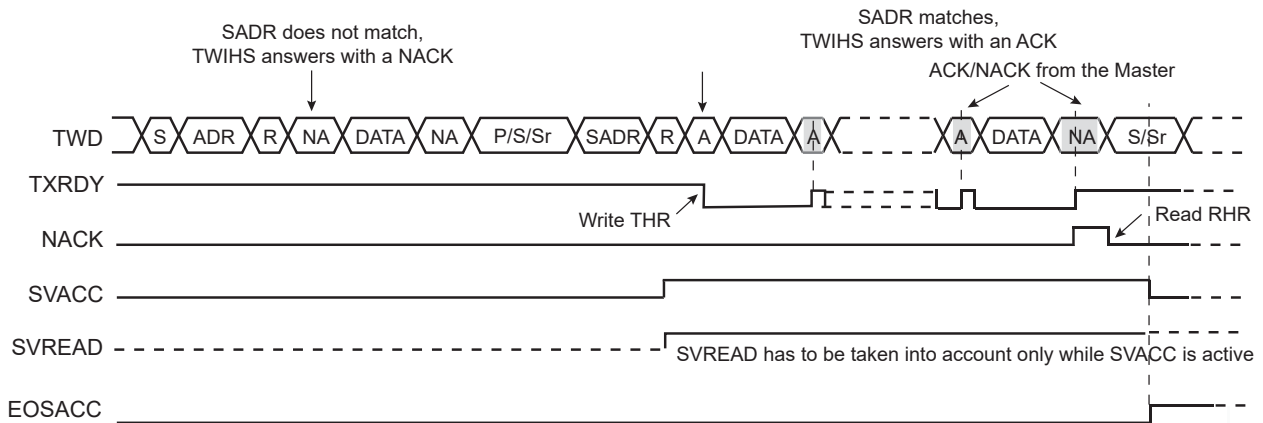 SADR does not match,
TWIHS answers with a NACK
SADR matches,
TWIHS answers with an ACK
ACK/NACK from the Master
TWD S ADR R NA DATA NA P/S/Sr SADR R A DATA A A DATA NA S/Sr
TXRDY
Write THR
Read RHR
NACK
SVACC
SVREAD
SVREAD has to be taken into account only while SVACC is active
EOSACC